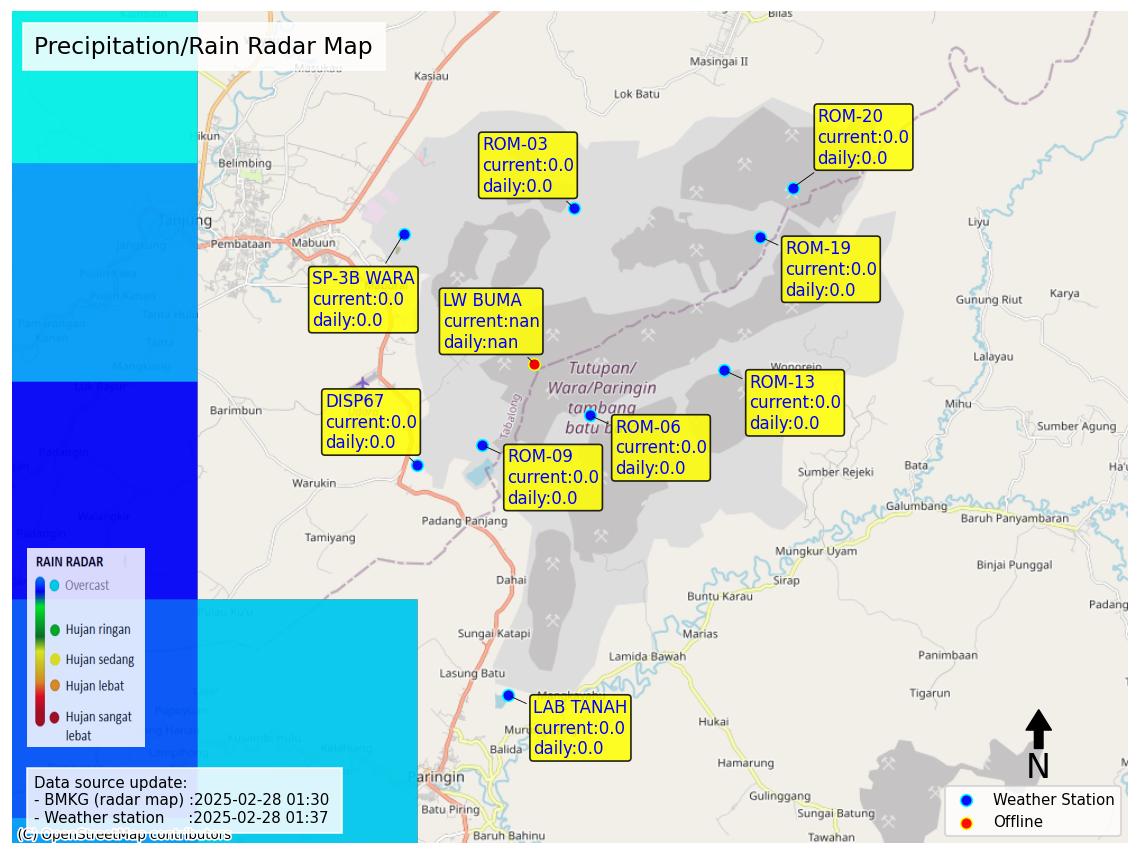 Precipitation/Rain Radar Map
Bilas
Masingai II
Kasiau
Masukau
Lok Batu
ROM-20
current:0.0
daily:0.0
ROM-03
current:0.0
daily:0.0
Hikun
Belimbing
Tanjung
Pembataan
Mabuun
Liyu
ROM-19
current:0.0
daily:0.0
SP-3B WARA
current:0.0
daily:0.0
LW BUMA
current:nan
daily:nan
Gunung Riut
Karya
Lalayau
Wonorejo
Tutupan/
Wara/Paringin
tambang
batu b
ROM-13
current:0.0
daily:0.0
DISP67
current:0.0
daily:0.0
Tabalong
Barimbun
Mihu
Sumber Agung
ROM-06
current:0.0
daily:0.0
ROM-09
current:0.0
daily:0.0
Sumber Rejeki
Bata
Ha'u
Warukin
Galumbang
Baruh Panyambaran
Padang Panjang
Tamiyang
Mungkur Uyam
Binjai Punggal
RAIN RADAR
Overcast
Hujan ringan
Hujan sedang
Hujan lebat
Hujan sangat
lebat
Dahai
Sirap
Buntu Karau
Padang
Sungai Katapi
Marias
Lamida Bawah
Panimbaan
Lasung Batu
Tigarun
LAB TANAH
current:0.0
daily:0.0
Muru
Balida
Hukai
Hamarung
N
Paringin
Batu Piring
Gulinggang
Sungai Batung
Baruh Bahinu
Tawahan
Data source update:
- BMKG (radar map) :2025-02-28 01:30
- Weather station :2025-02-28 01:37
(C) OpenStreetMap contributors
Weather Station
Offline